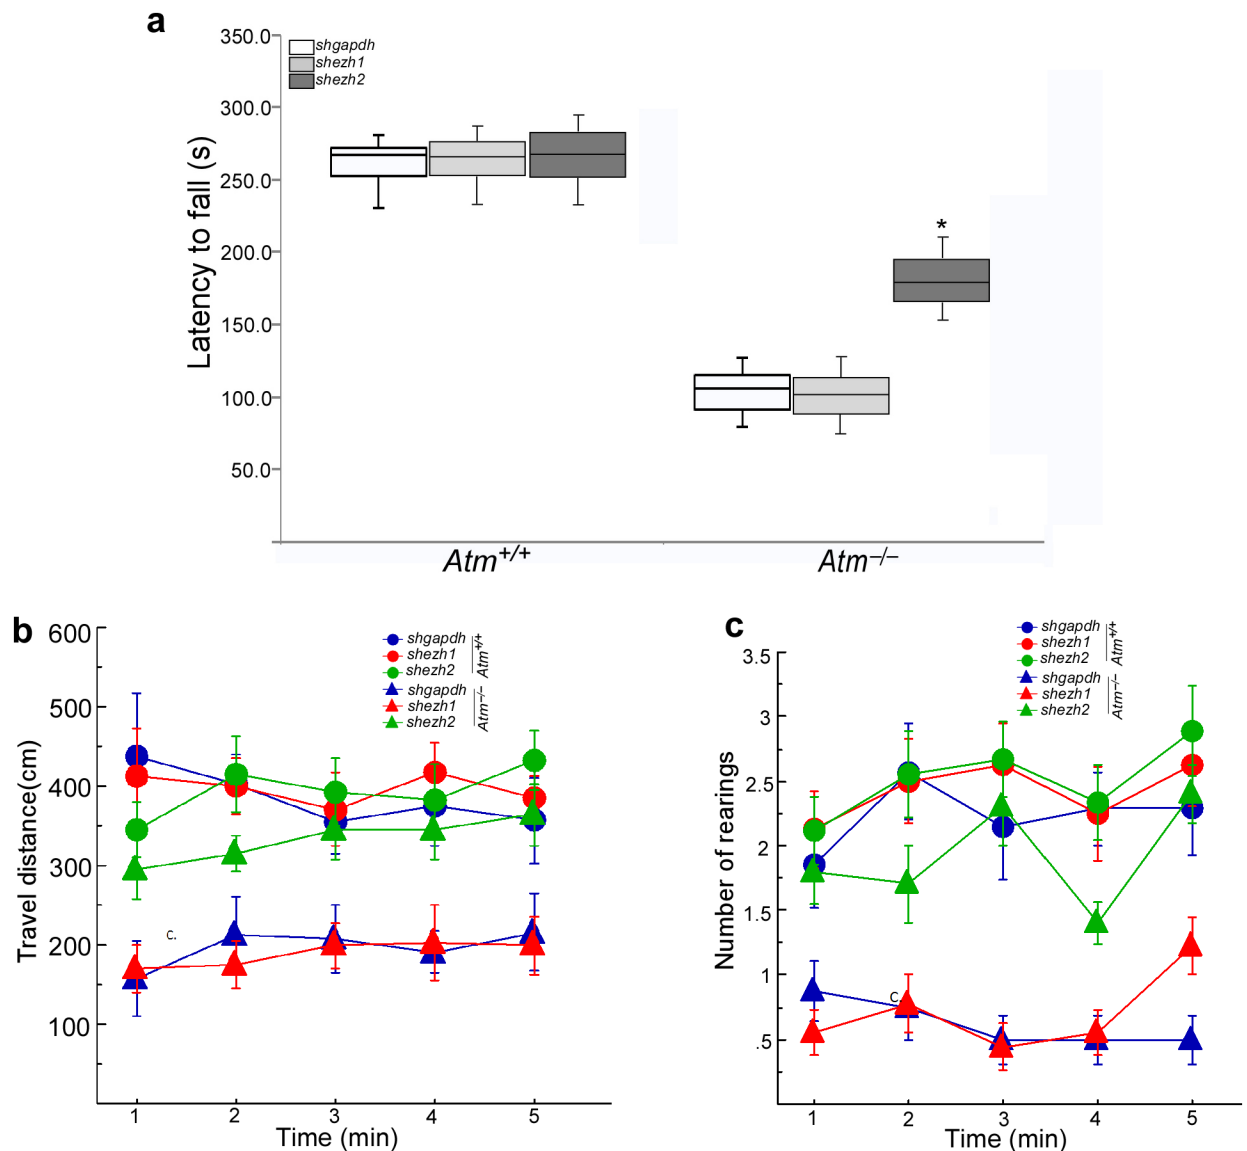 a
350.0
300.0
250.0
200.0
150.0
100.0
50.0
Latency to fall (s)
shgapdh
shezh1
shezh2
*
Atm+/+
Atm−/−
b
600
500
400
300
200
100
Travel distance(cm)
shgapdh
shezh1
shezh2
Atm+/+
shgapdh
shezh1
shezh2
Atm−/−
c.
1 2 3 4 5
Time (min)
c
3.5
3
2.5
2
1.5
1
.5
Number of rearings
shgapdh
shezh1
shezh2
Atm+/+
shgapdh
shezh1
shezh2
Atm−/−
c.
1 2 3 4 5
Time (min)